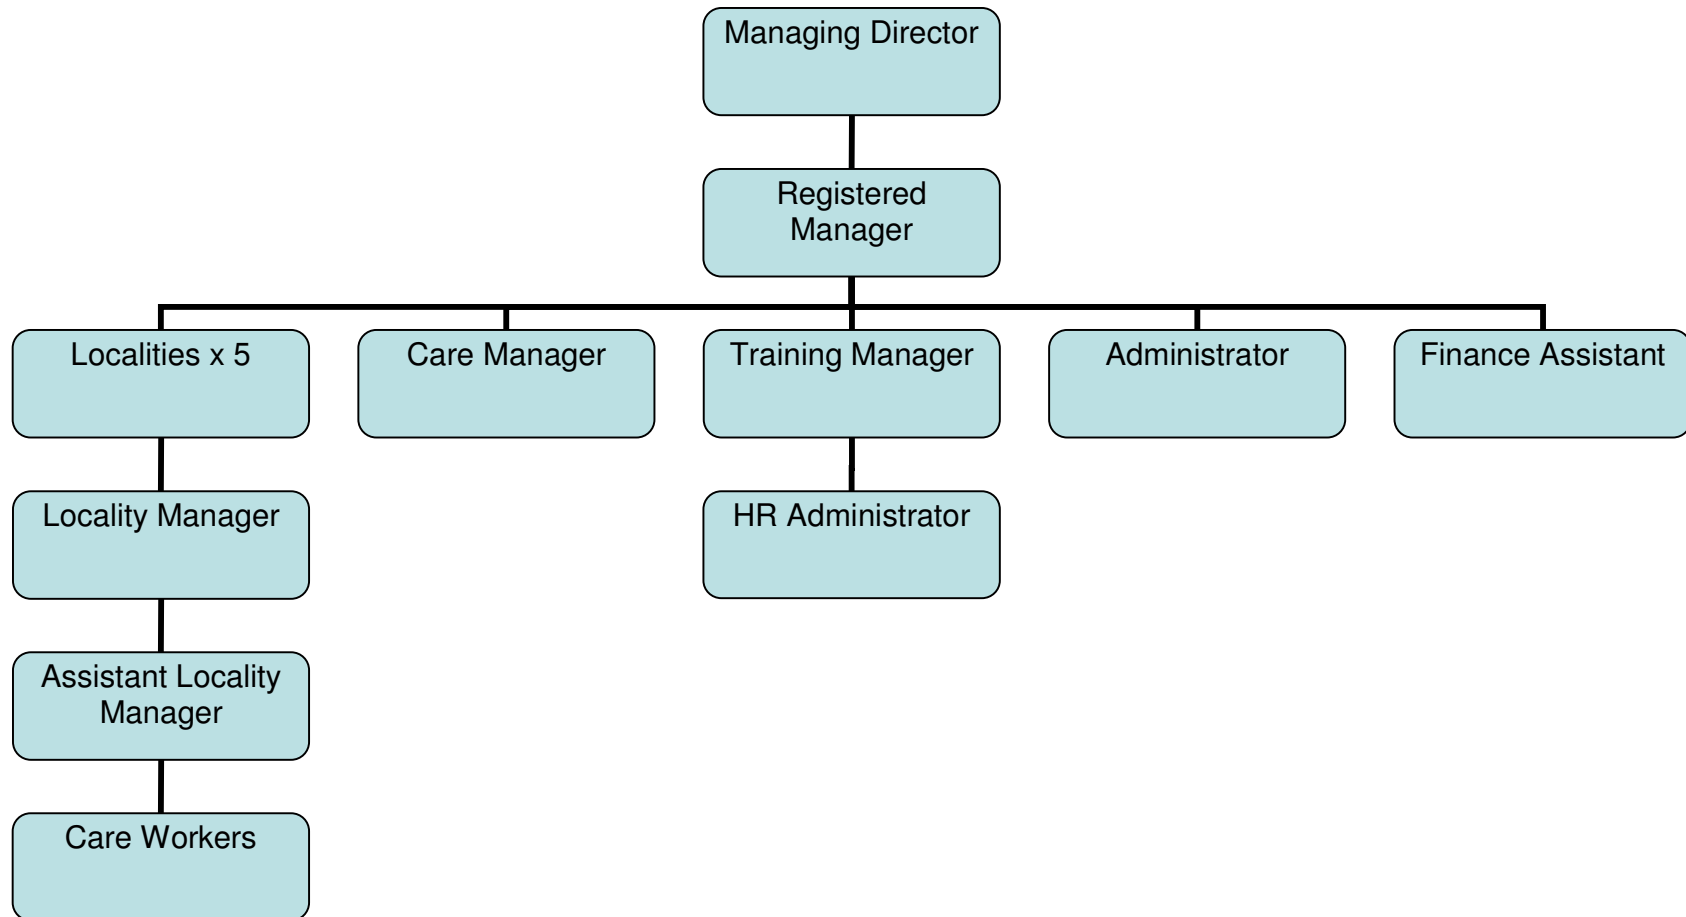 Managing Director
Registered
Manager
Localities x 5
Care Manager
Training Manager
Administrator
Finance Assistant
Locality Manager
HR Administrator
Assistant Locality
Manager
Care Workers